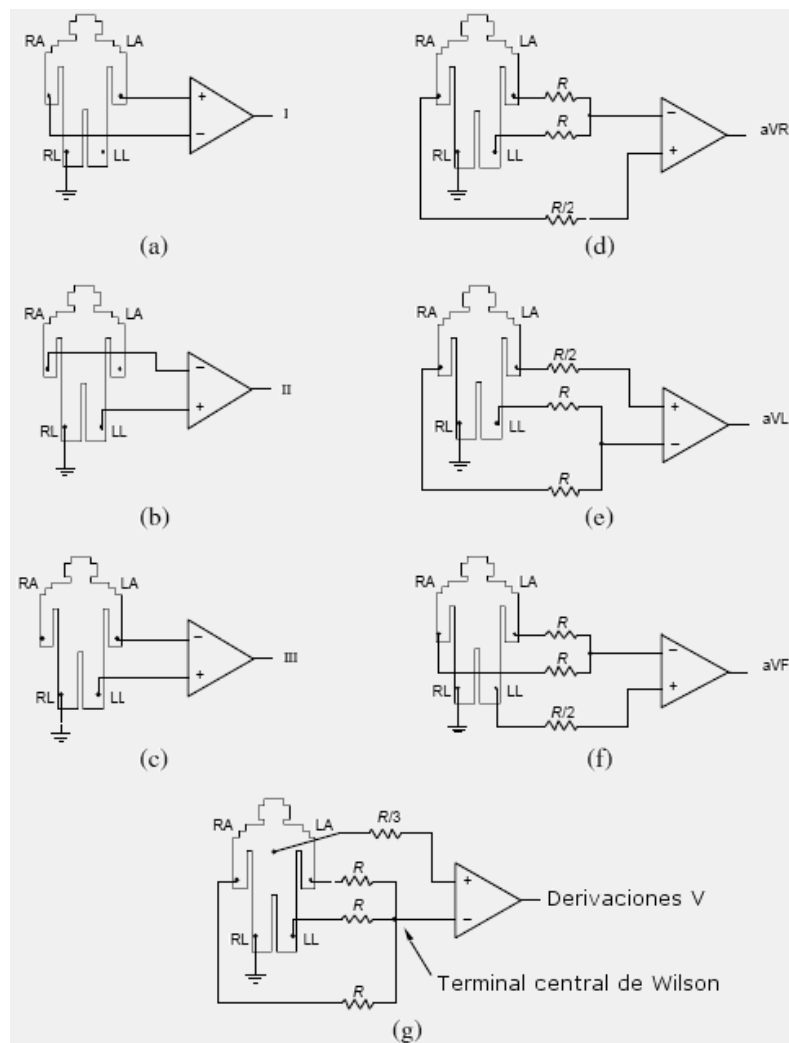 RA LA
+
−
I
RL LL
(a)
RA LA
R
R
−
+
aVR
RL LL
R/2
(d)
RA LA
−
+
II
RL LL
(b)
RA LA
R/2
R
+
−
aVL
RL LL
R
(e)
RA LA
−
+
III
RL LL
(c)
RA LA
R
R
−
+
aVF
RL LL
R/2
(f)
RA LA
R/3
R
R
+
−
Derivaciones V
RL LL
Terminal central de Wilson
R
(g)